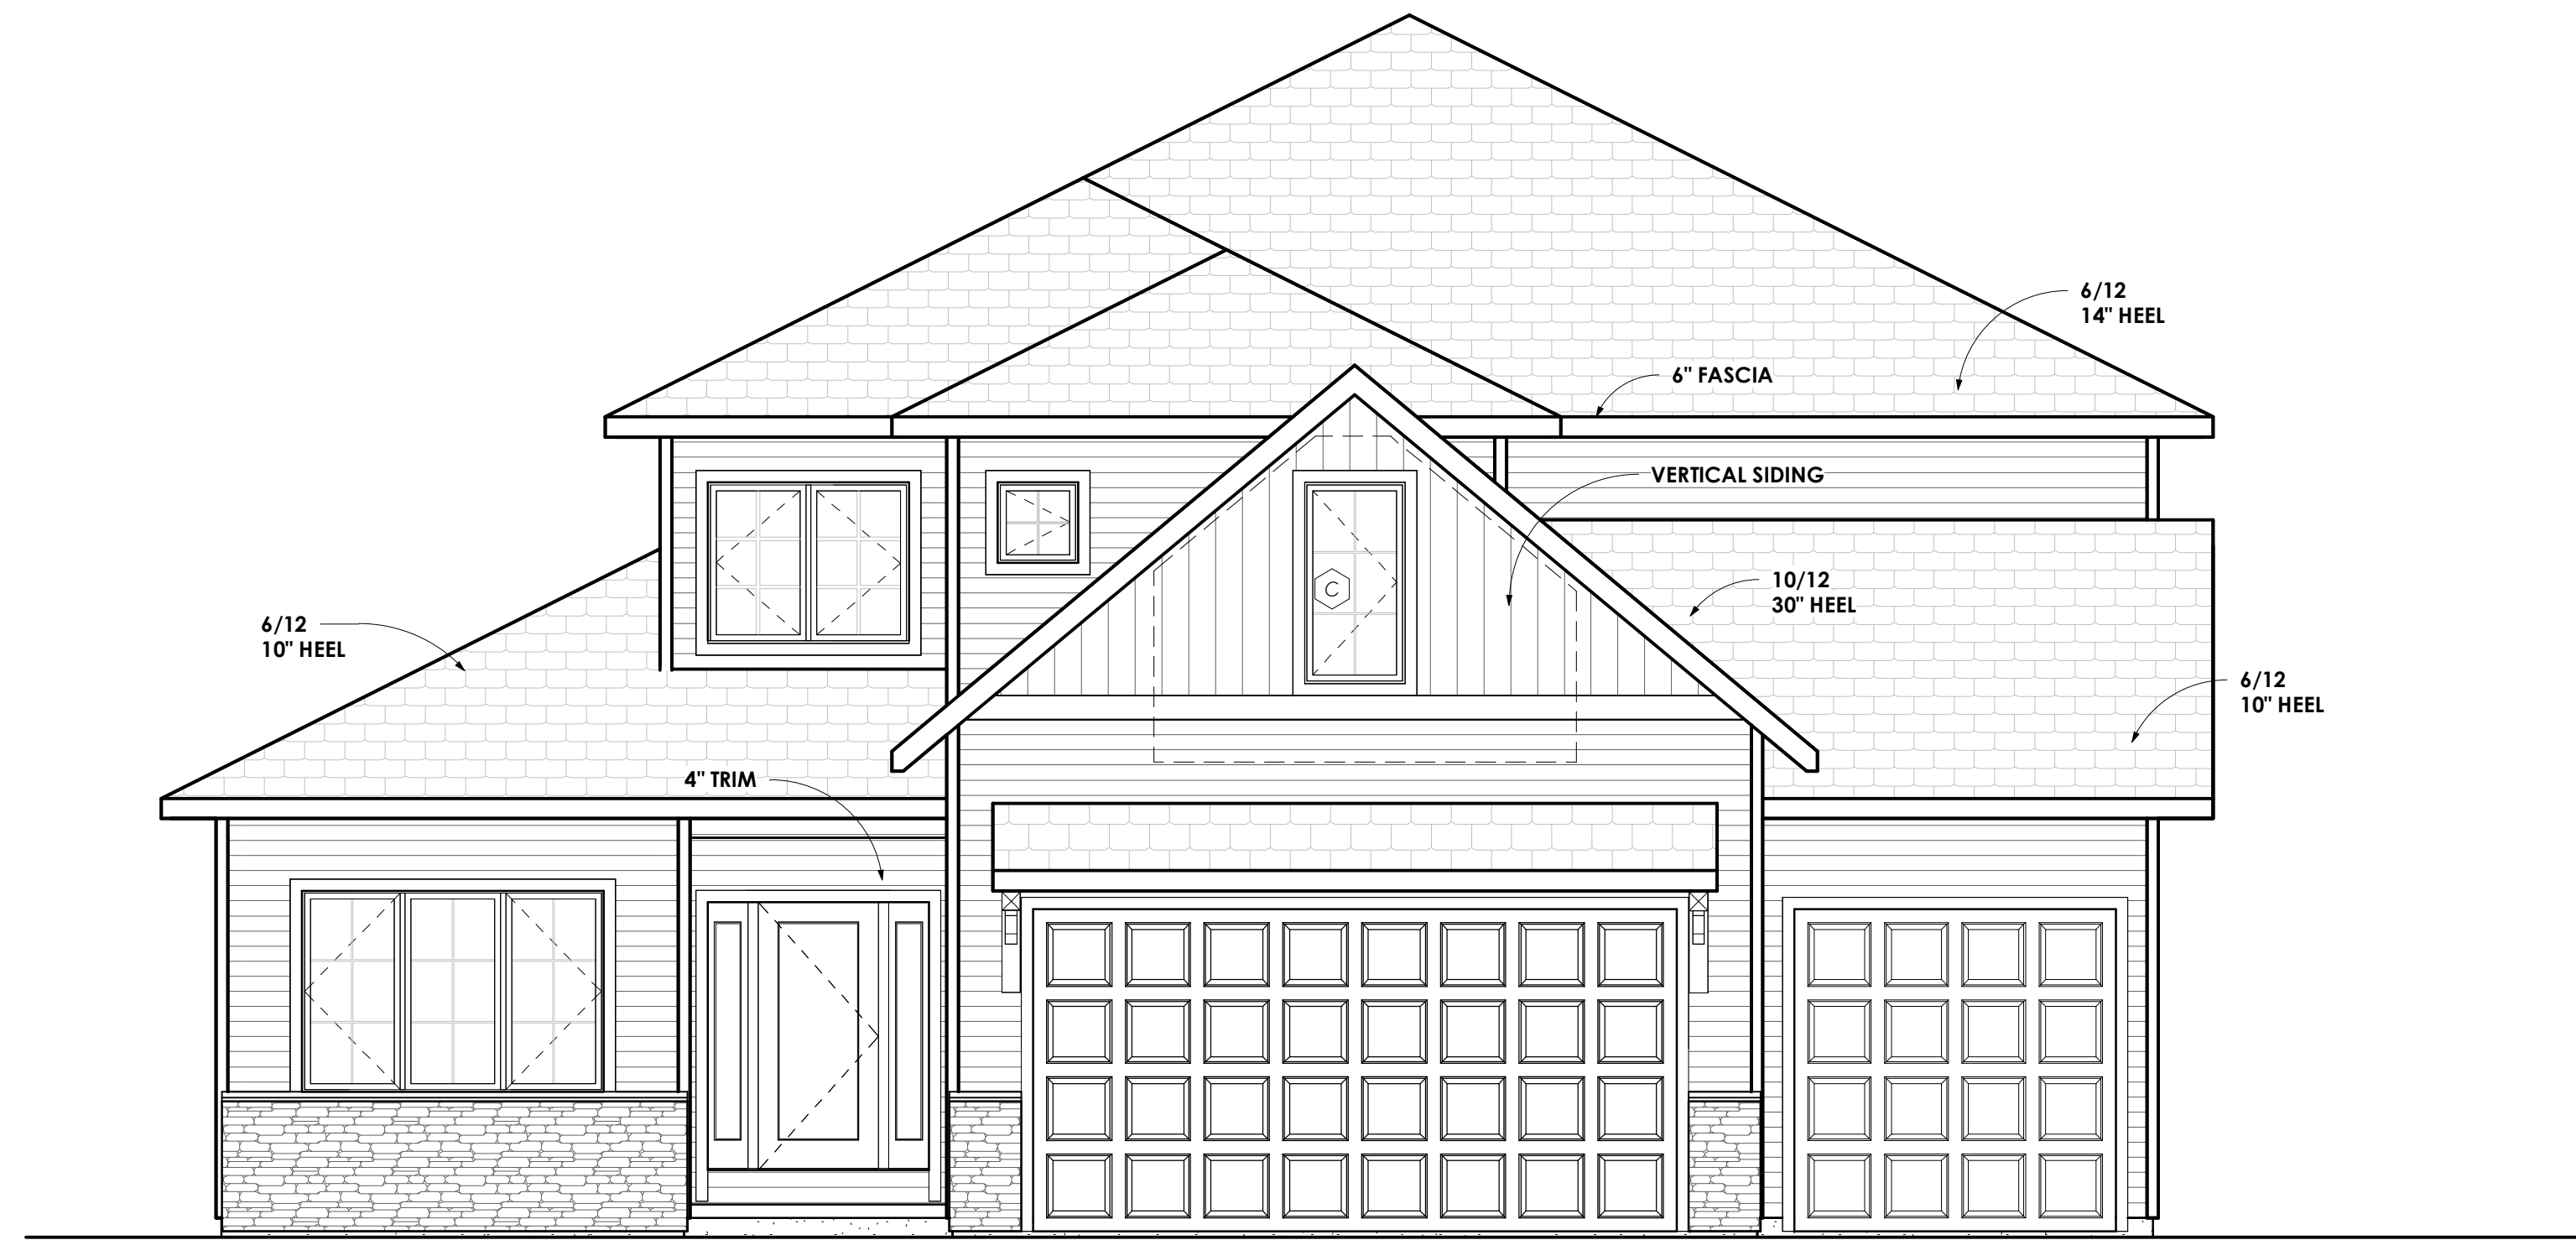 6/12
14" HEEL
6" FASCIA
VERTICAL SIDING
10/12
30" HEEL
C
6/12
10" HEEL
6/12
10" HEEL
4" TRIM